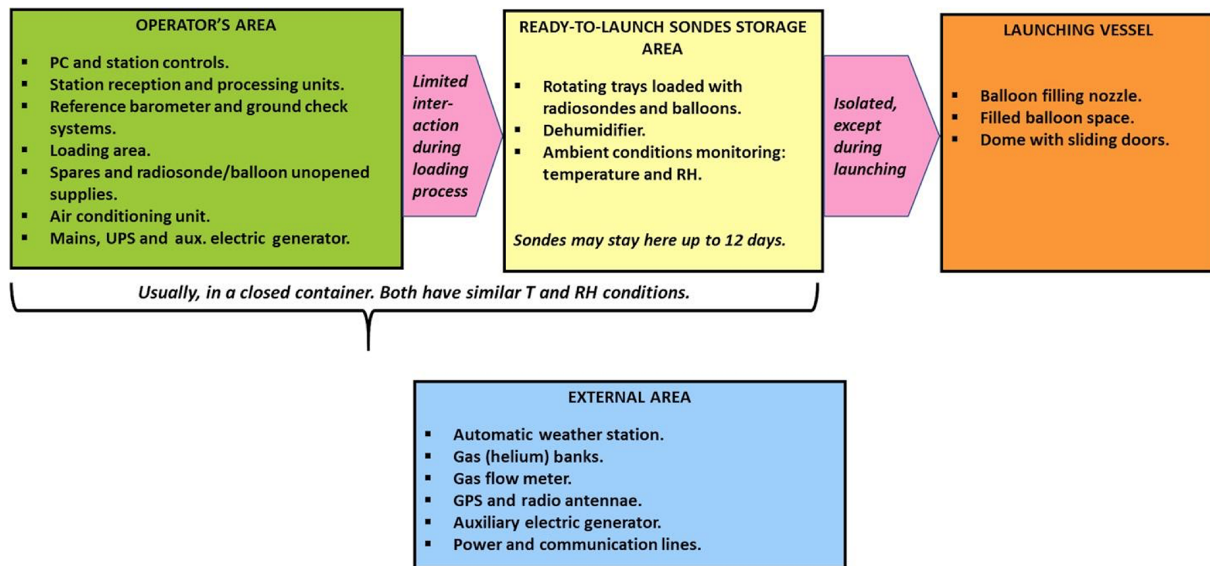 OPERATOR'S AREA
▪ PC and station controls.
▪ Station reception and processing units.
▪ Reference barometer and ground check
systems.
▪ Loading area.
▪ Spares and radiosonde/balloon unopened
supplies.
▪ Air conditioning unit.
▪ Mains, UPS and aux. electric generator.
Limited
inter-
action
during
loading
process
READY-TO-LAUNCH SONDES STORAGE
AREA
▪ Rotating trays loaded with
radiosondes and balloons.
▪ Dehumidifier.
▪ Ambient conditions monitoring:
temperature and RH.
Sondes may stay here up to 12 days.
Isolated,
except
during
launching
LAUNCHING VESSEL
▪ Balloon filling nozzle.
▪ Filled balloon space.
▪ Dome with sliding doors.
Usually, in a closed container. Both have similar T and RH conditions.
EXTERNAL AREA
▪ Automatic weather station.
▪ Gas (helium) banks.
▪ Gas flow meter.
▪ GPS and radio antennae.
▪ Auxiliary electric generator.
▪ Power and communication lines.